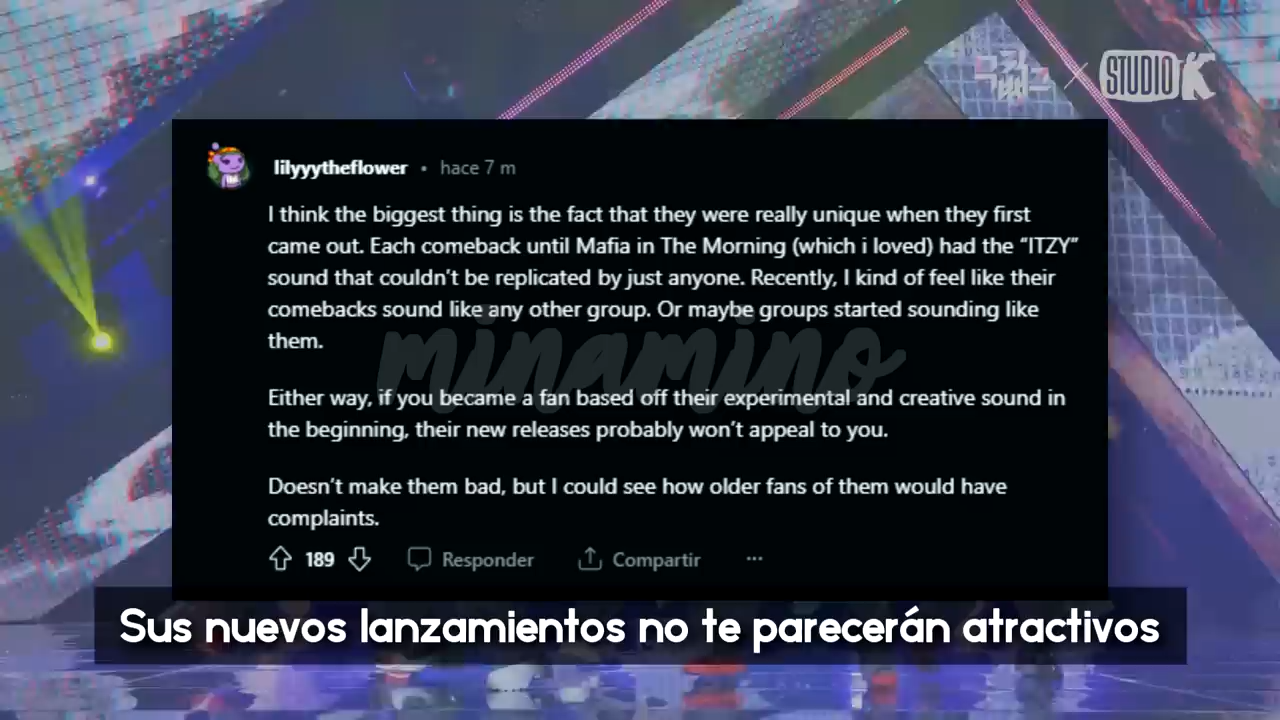 STUDIO K
lilyyytheflower • hace 7 m
I think the biggest thing is the fact that they were really unique when they first
came out. Each comeback until Mafia in The Morning (which i loved) had the “ITZY”
sound that couldn’t be replicated by just anyone. Recently, I kind of feel like their
comebacks sound like any other group. Or maybe groups started sounding like
them.
minamino
Either way, if you became a fan based off their experimental and creative sound in
the beginning, their new releases probably won’t appeal to you.
Doesn’t make them bad, but I could see how older fans of them would have
complaints.
189 Responder Compartir ...
Sus nuevos lanzamientos no te parecerán atractivos